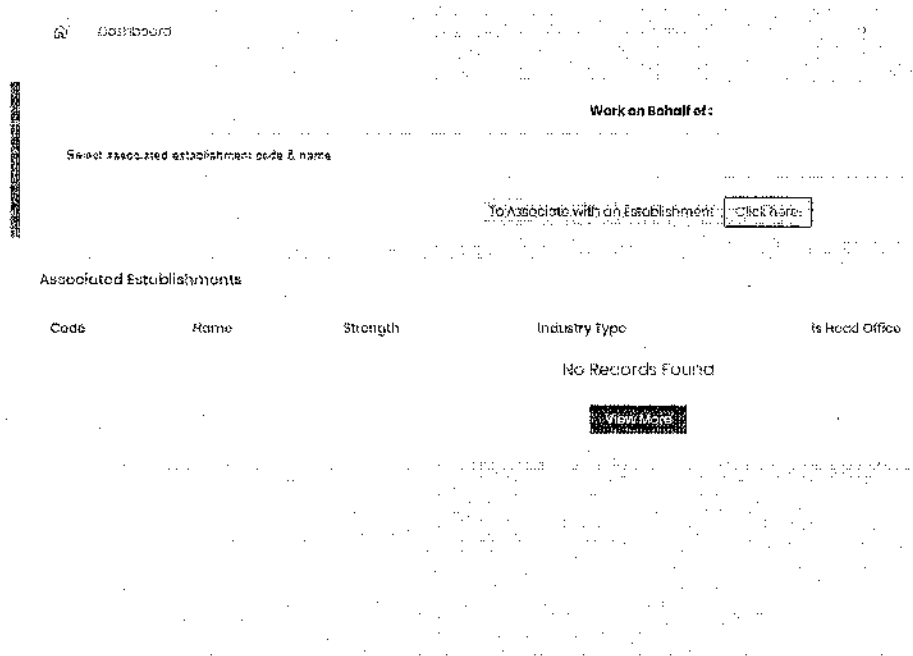 Dashboard
Work on Behalf of :
Select associated establishment code & name
To Associate with an Establishment : Click here
Associated Establishments
Code Name Strength Industry Type Is Head Office
No Records Found
View More